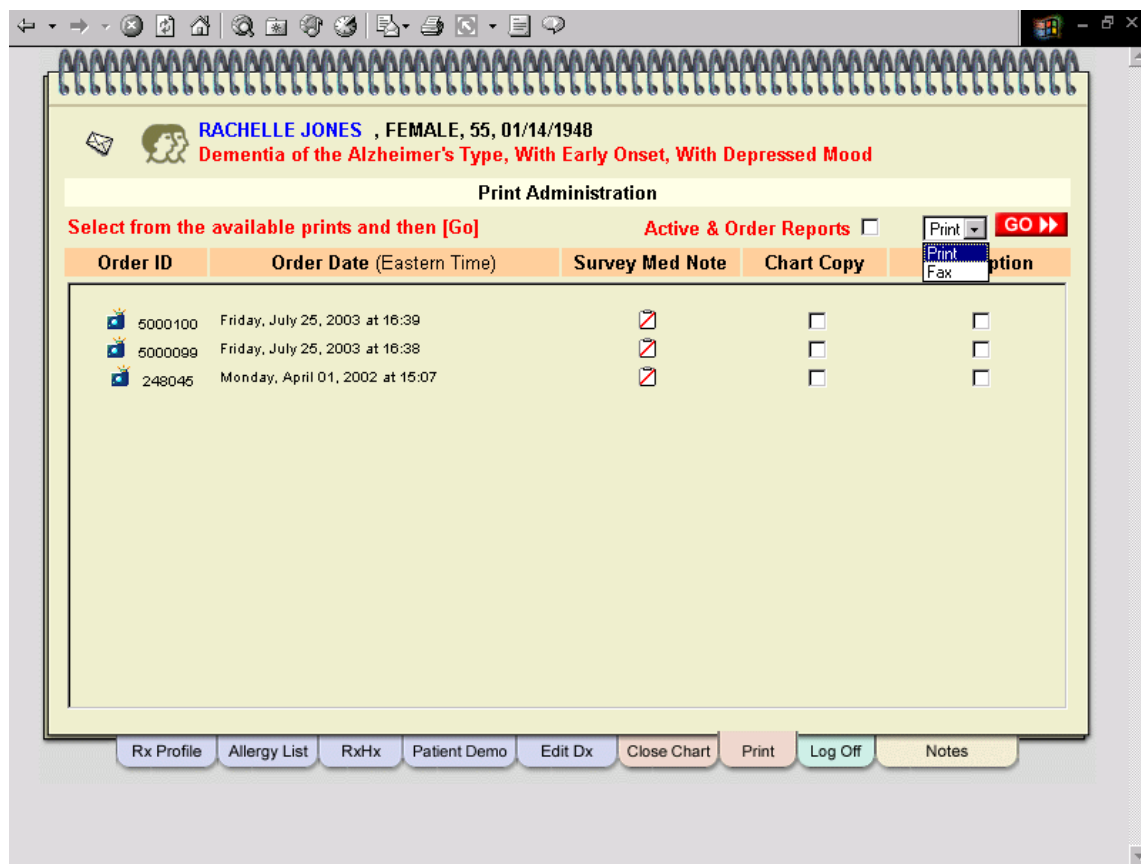 RACHELLE JONES , FEMALE, 55, 01/14/1948
Dementia of the Alzheimer's Type, With Early Onset, With Depressed Mood
Print Administration
Select from the available prints and then [Go] Active & Order Reports Print GO
Print
Fax
Order ID Order Date (Eastern Time) Survey Med Note Chart Copy ption
5000100 Friday, July 25, 2003 at 16:39
5000099 Friday, July 25, 2003 at 16:38
248045 Monday, April 01, 2002 at 15:07
Rx Profile Allergy List RxHx Patient Demo Edit Dx Close Chart Print Log Off Notes